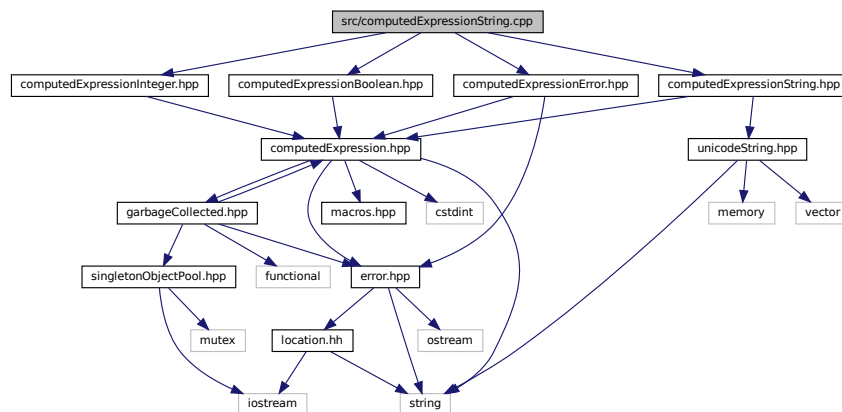 src/computedExpressionString.cpp
computedExpressionInteger.hpp
computedExpressionBoolean.hpp
computedExpressionError.hpp
computedExpressionString.hpp
computedExpression.hpp
unicodeString.hpp
garbageCollected.hpp
macros.hpp
cstdint
memory
vector
singletonObjectPool.hpp
functional
error.hpp
mutex
location.hh
ostream
iostream
string